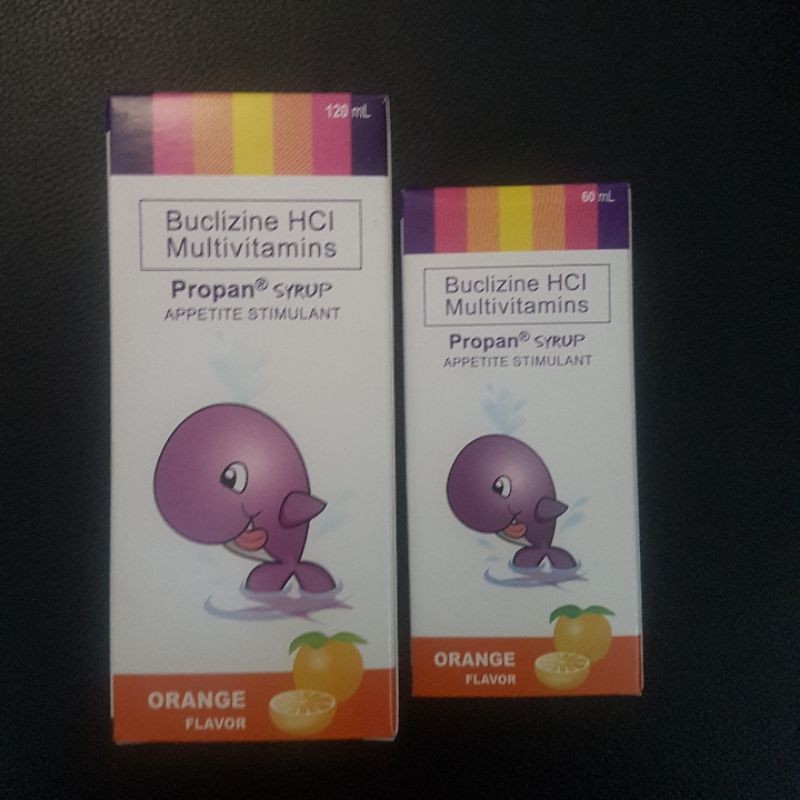 120 mL
Buclizine HCl
Multivitamins
Propan® SYRUP
APPETITE STIMULANT
ORANGE
FLAVOR
60 mL
Buclizine HCl
Multivitamins
Propan® SYRUP
APPETITE STIMULANT
ORANGE
FLAVOR